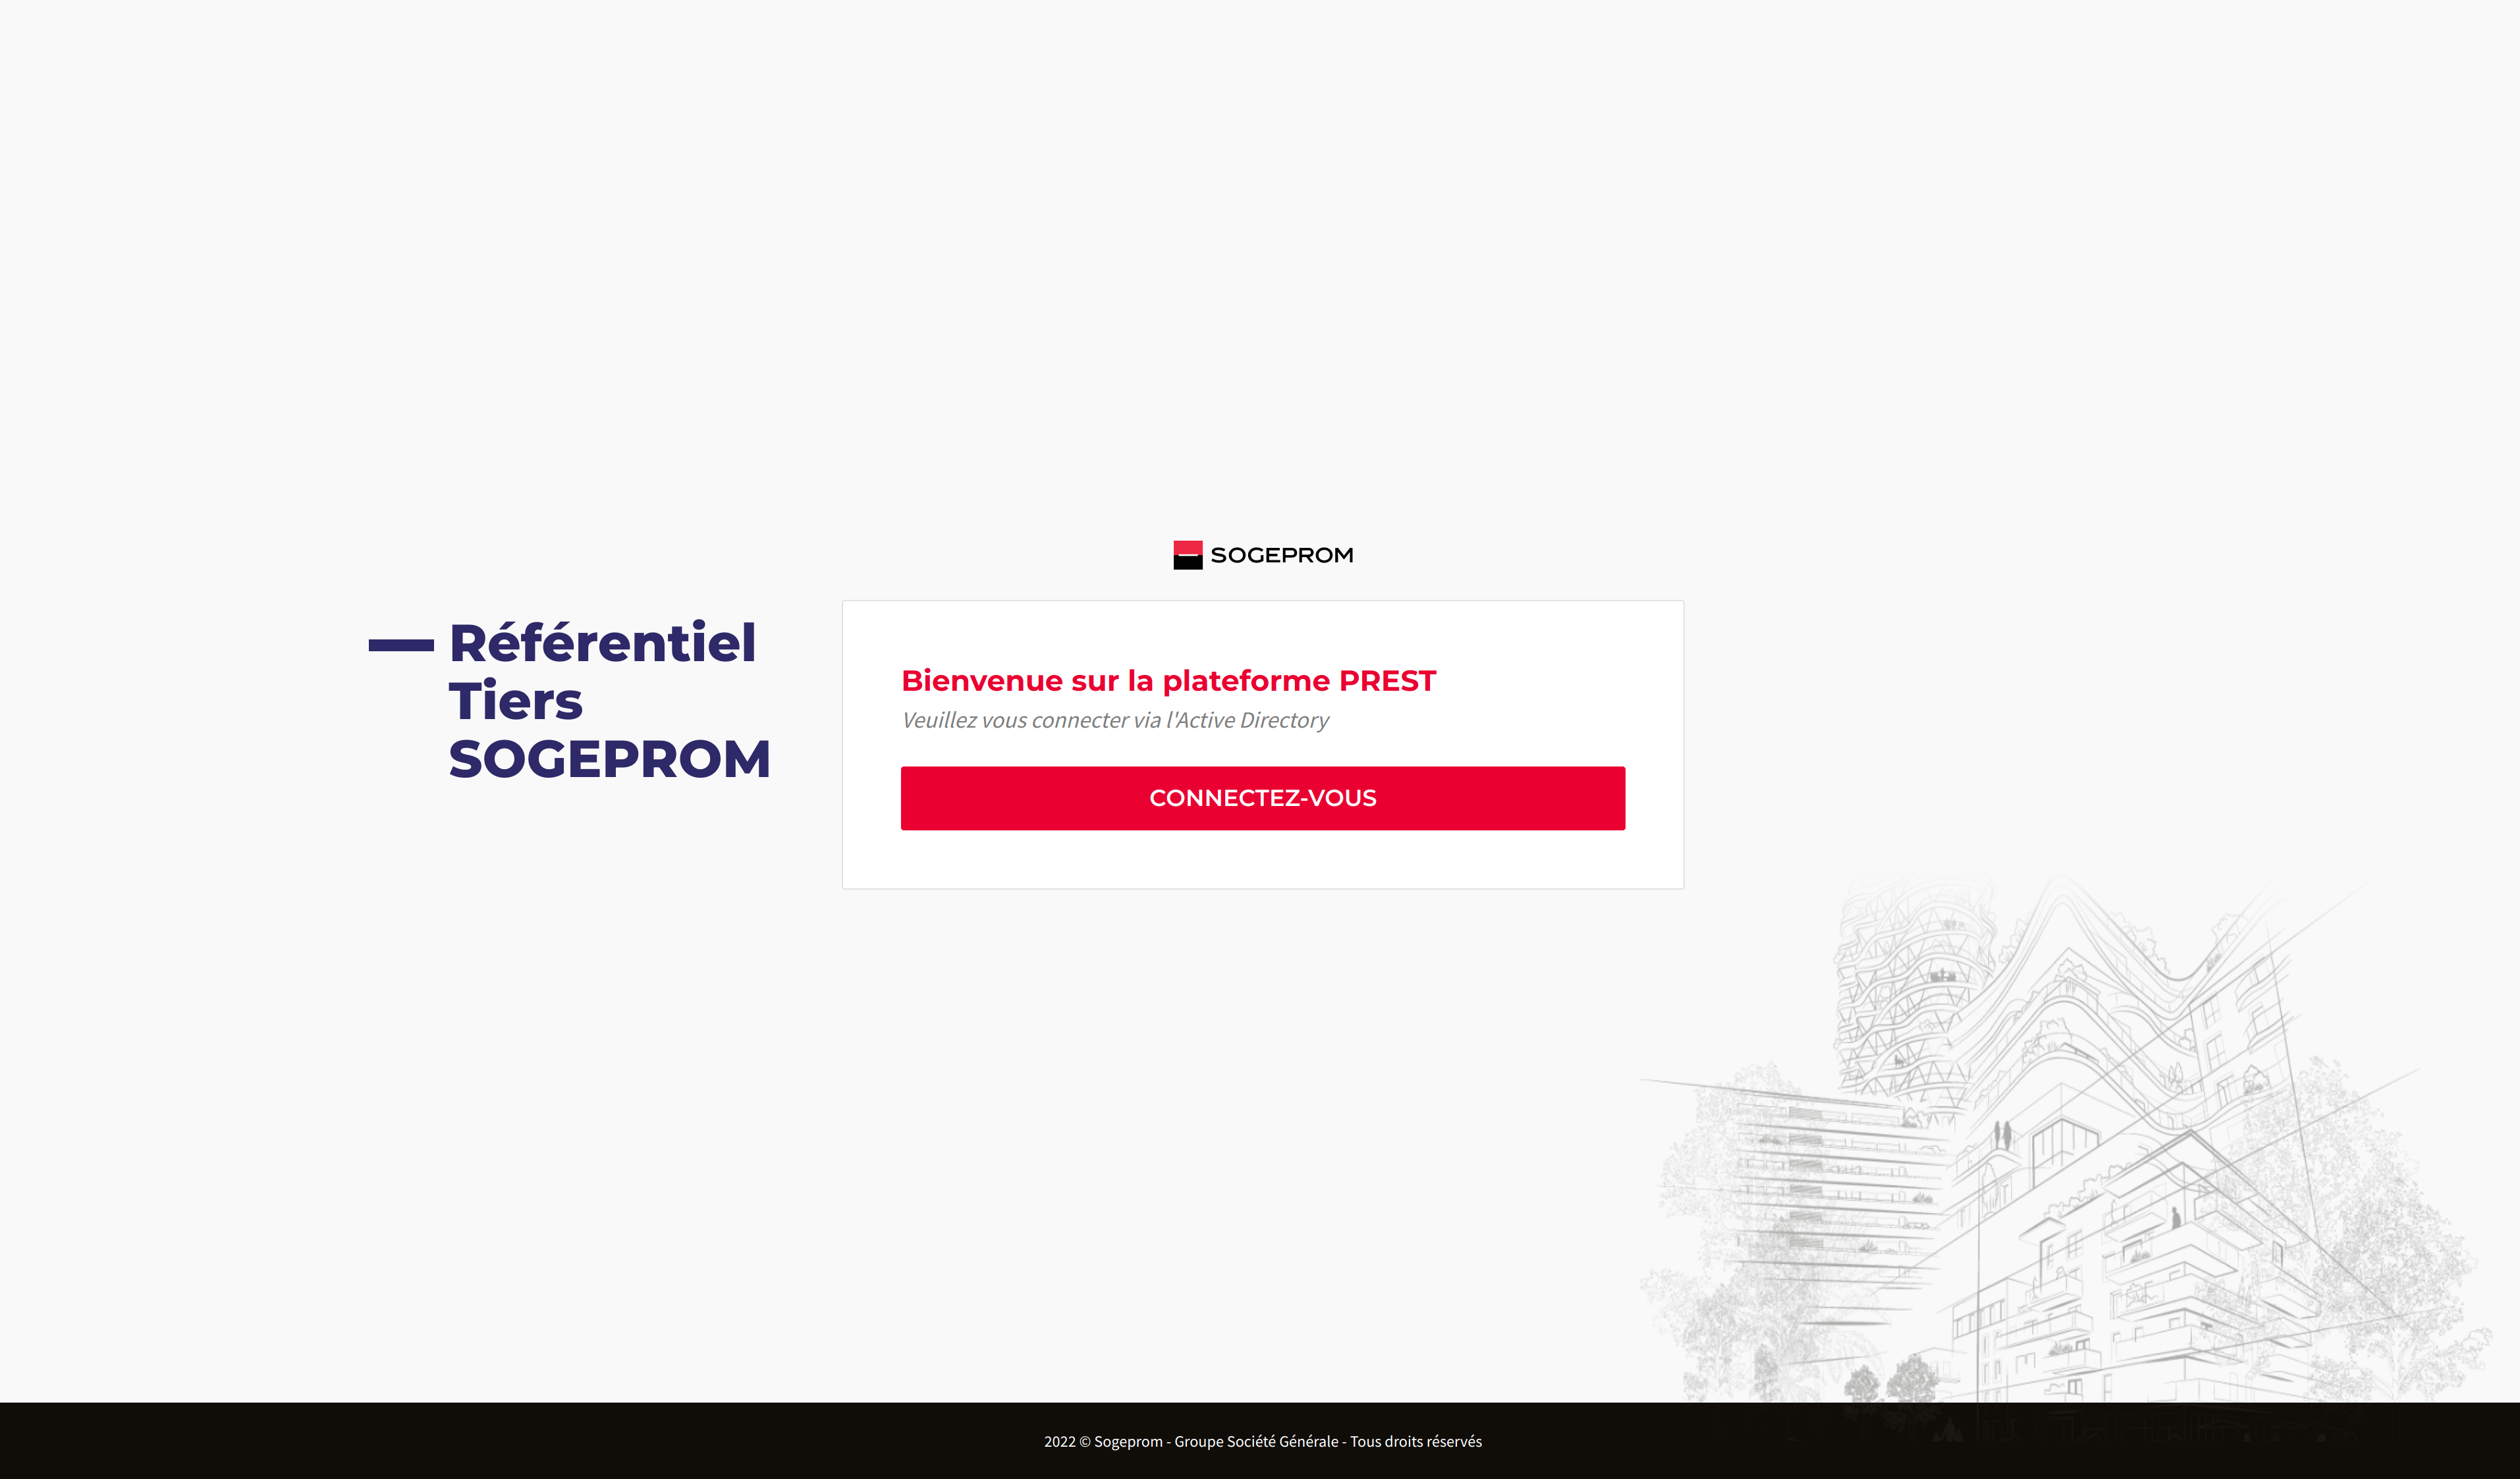 SOGEPROM
Référentiel
Tiers
SOGEPROM
Bienvenue sur la plateforme PREST
Veuillez vous connecter via l'Active Directory
CONNECTEZ-VOUS
2022 © Sogeprom - Groupe Société Générale - Tous droits réservés